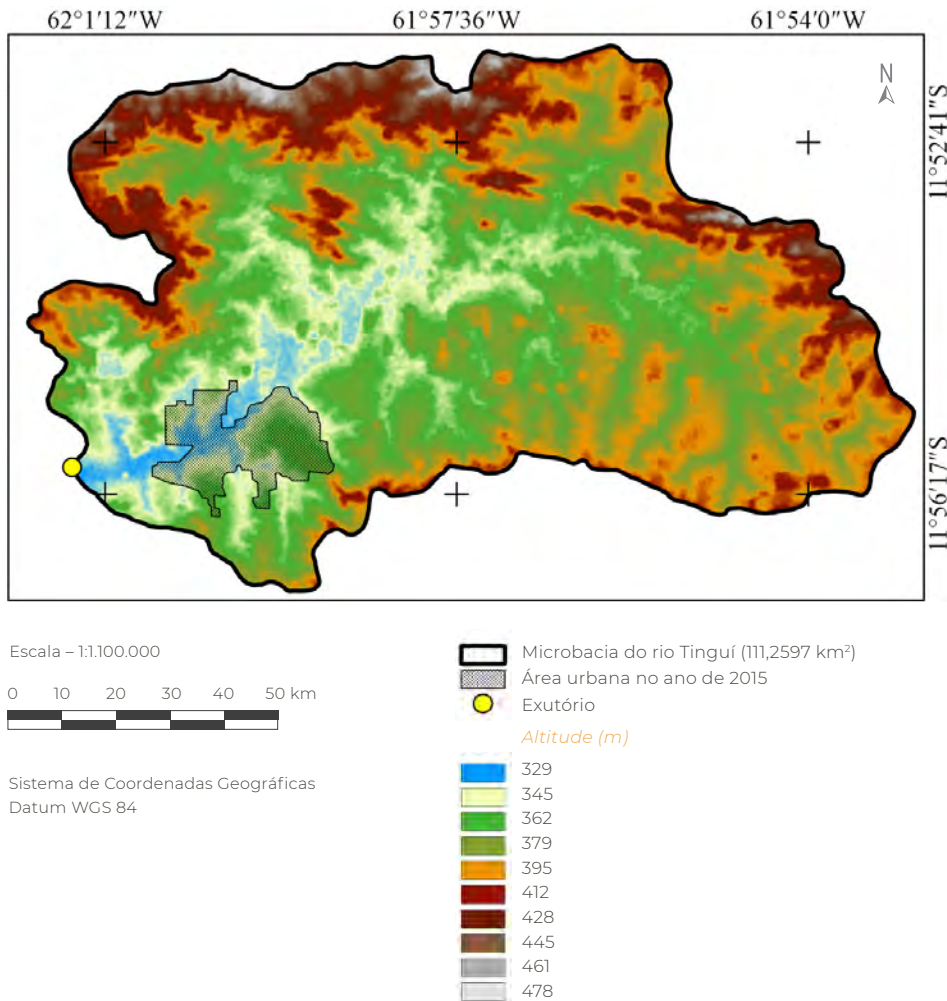 62°1'12"W 61°57'36"W 61°54'0"W
N
11°52'41"S
11°56'17"S
Escala – 1:1.100.000
0 10 20 30 40 50 km
Sistema de Coordenadas Geográficas
Datum WGS 84
Microbacia do rio Tinguí (111,2597 km²)
Área urbana no ano de 2015
Exutório
Altitude (m)
329
345
362
379
395
412
428
445
461
478